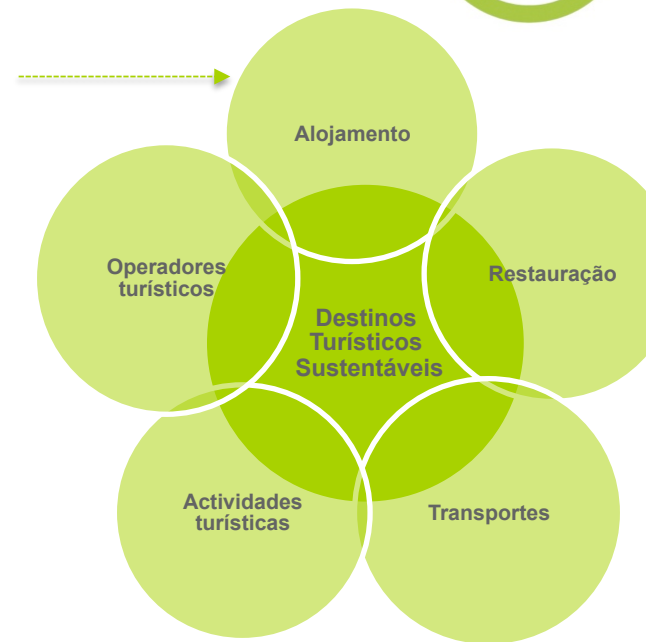 Alojamento
Operadores
turísticos
Restauração
Destinos
Turísticos
Sustentáveis
Actividades
turísticas
Transportes